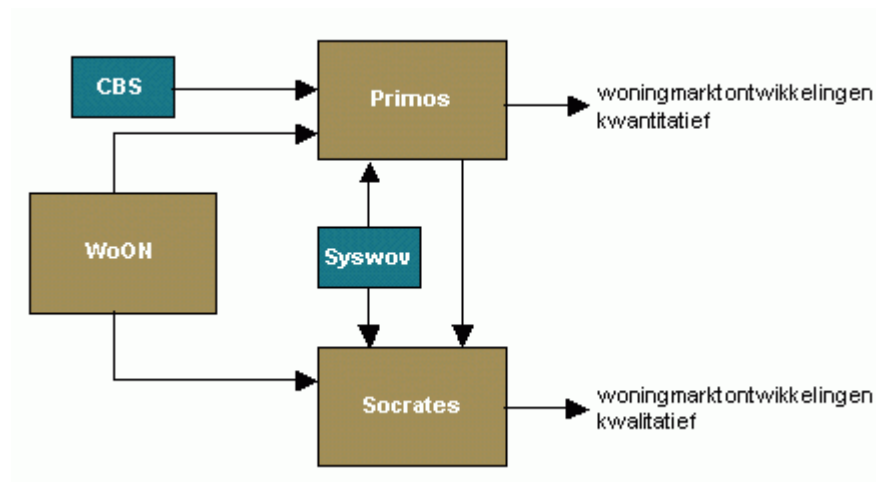 CBS
Primos
woningmarktontwikkelingen
kwantitatief
WoON
Syswov
Socrates
woningmarktontwikkelingen
kwalitatief